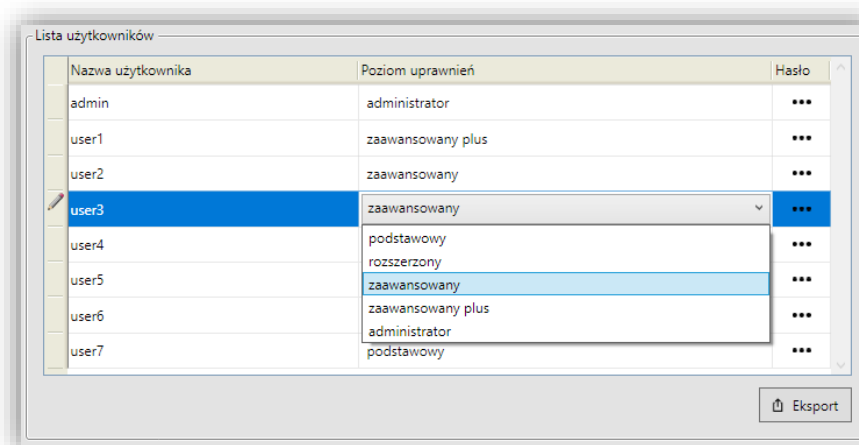 Lista użytkowników
Nazwa użytkownika Poziom uprawnień Hasło
admin administrator •••
user1 zaawansowany plus •••
user2 zaawansowany •••
user3 zaawansowany •••
user4 •••
podstawowy
rozszerzony
user5 •••
zaawansowany
user6 •••
zaawansowany plus
administrator
user7 podstawowy •••
Eksport